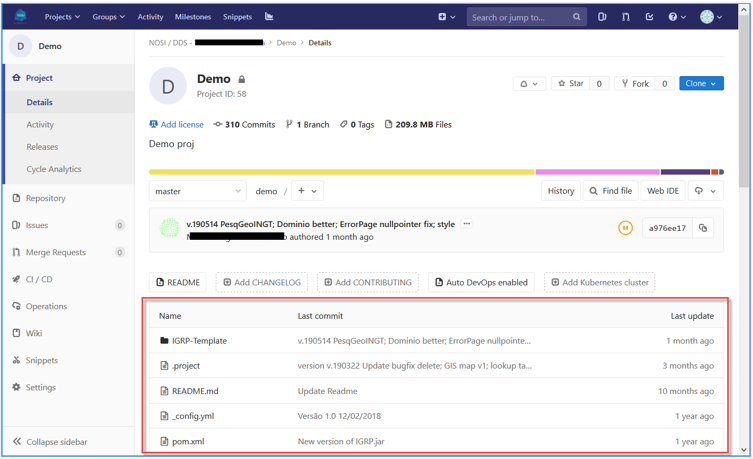 Projects Groups Activity Milestones Snippets Search or jump to...
D Demo
NOSI / DDS - Demo > Details
Project
Details
Activity
Releases
Cycle Analytics
Repository
Issues 0
Merge Requests 0
CI / CD
Operations
Wiki
Snippets
Settings
Collapse sidebar
D
Demo
Project ID: 58
Star 0 Fork 0 Clone
Add license 310 Commits 1 Branch 0 Tags 209.8 MB Files
Demo proj
master demo / + History Find file Web IDE
v.190514 PesqGeoINGT; Dominio better; ErrorPage nullpointer fix; style
authored 1 month ago
a976ee17
README Add CHANGELOG Add CONTRIBUTING Auto DevOps enabled Add Kubernetes cluster
Name Last commit Last update
IGRP-Template v.190514 PesqGeoINGT; Dominio better; ErrorPage nullpointe... 1 month ago
.project version v.190322 Update bugfix delete; GIS map v1; lookup ta... 3 months ago
README.md Update Readme 10 months ago
_config.yml Versão 1.0 12/02/2018 1 year ago
pom.xml New version of IGRP.jar 1 year ago